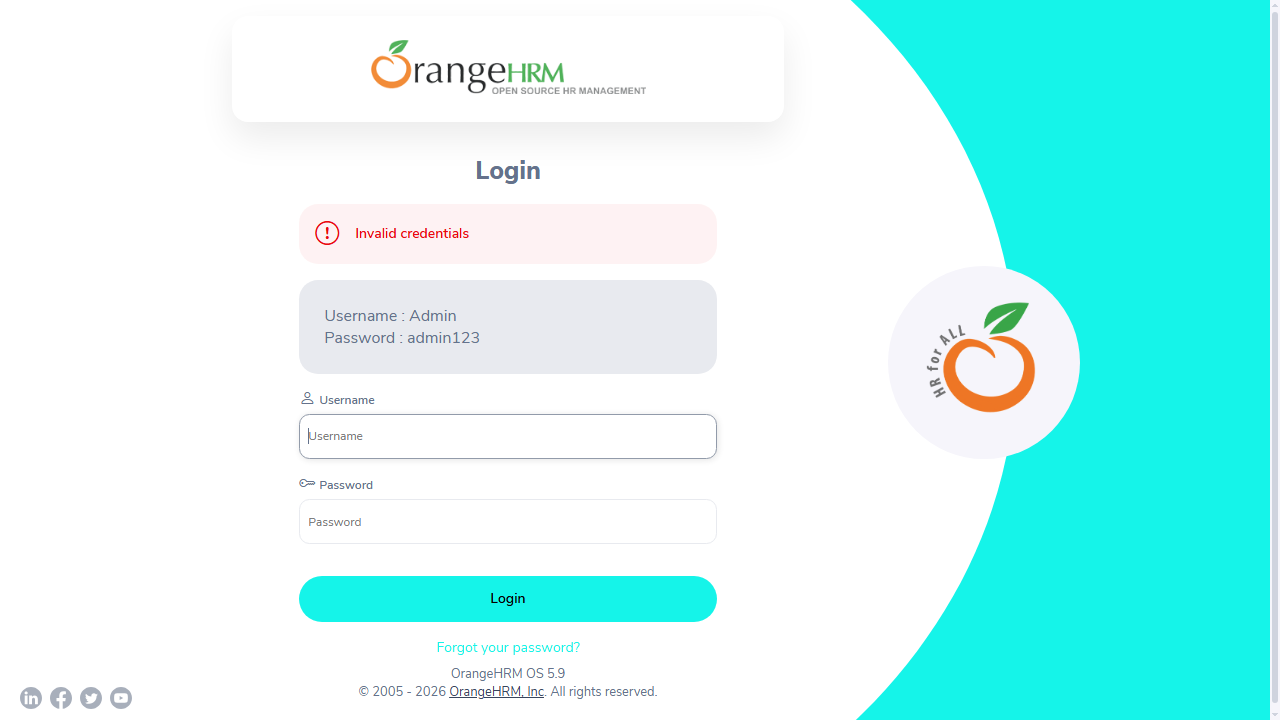 OrangeHRM
OPEN SOURCE HR MANAGEMENT
Login
Invalid credentials
Username : Admin
Password : admin123
Username
Username
Password
Password
Login
Forgot your password?
OrangeHRM OS 5.9
© 2005 - 2026 OrangeHRM, Inc. All rights reserved.
HR for ALL